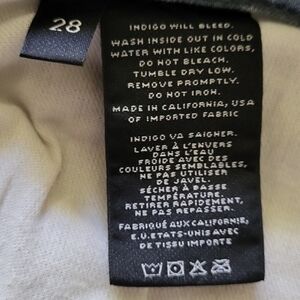 28
INDIGO WILL BLEED.
WASH INSIDE OUT IN COLD
WATER WITH LIKE COLORS,
DO NOT BLEACH.
TUMBLE DRY LOW.
REMOVE PROMPTLY.
DO NOT IRON.
MADE IN CALIFORNIA, USA
OF IMPORTED FABRIC
INDIGO VA SAIGNER.
LAVER À L'ENVERS
DANS L'EAU
FROIDE AVEC DES
COULEURS SEMBLABLES,
NE PAS UTILISER
DE JAVEL.
SÉCHER À PASSE
TEMPÉRATURE.
RETIRER RAPIDEMENT,
NE PAS REPASSER.
FABRIQUÉ AUX CALIFORNIE,
E.U.ETATS-UNIS AVEC
DE TISSU IMPORTE